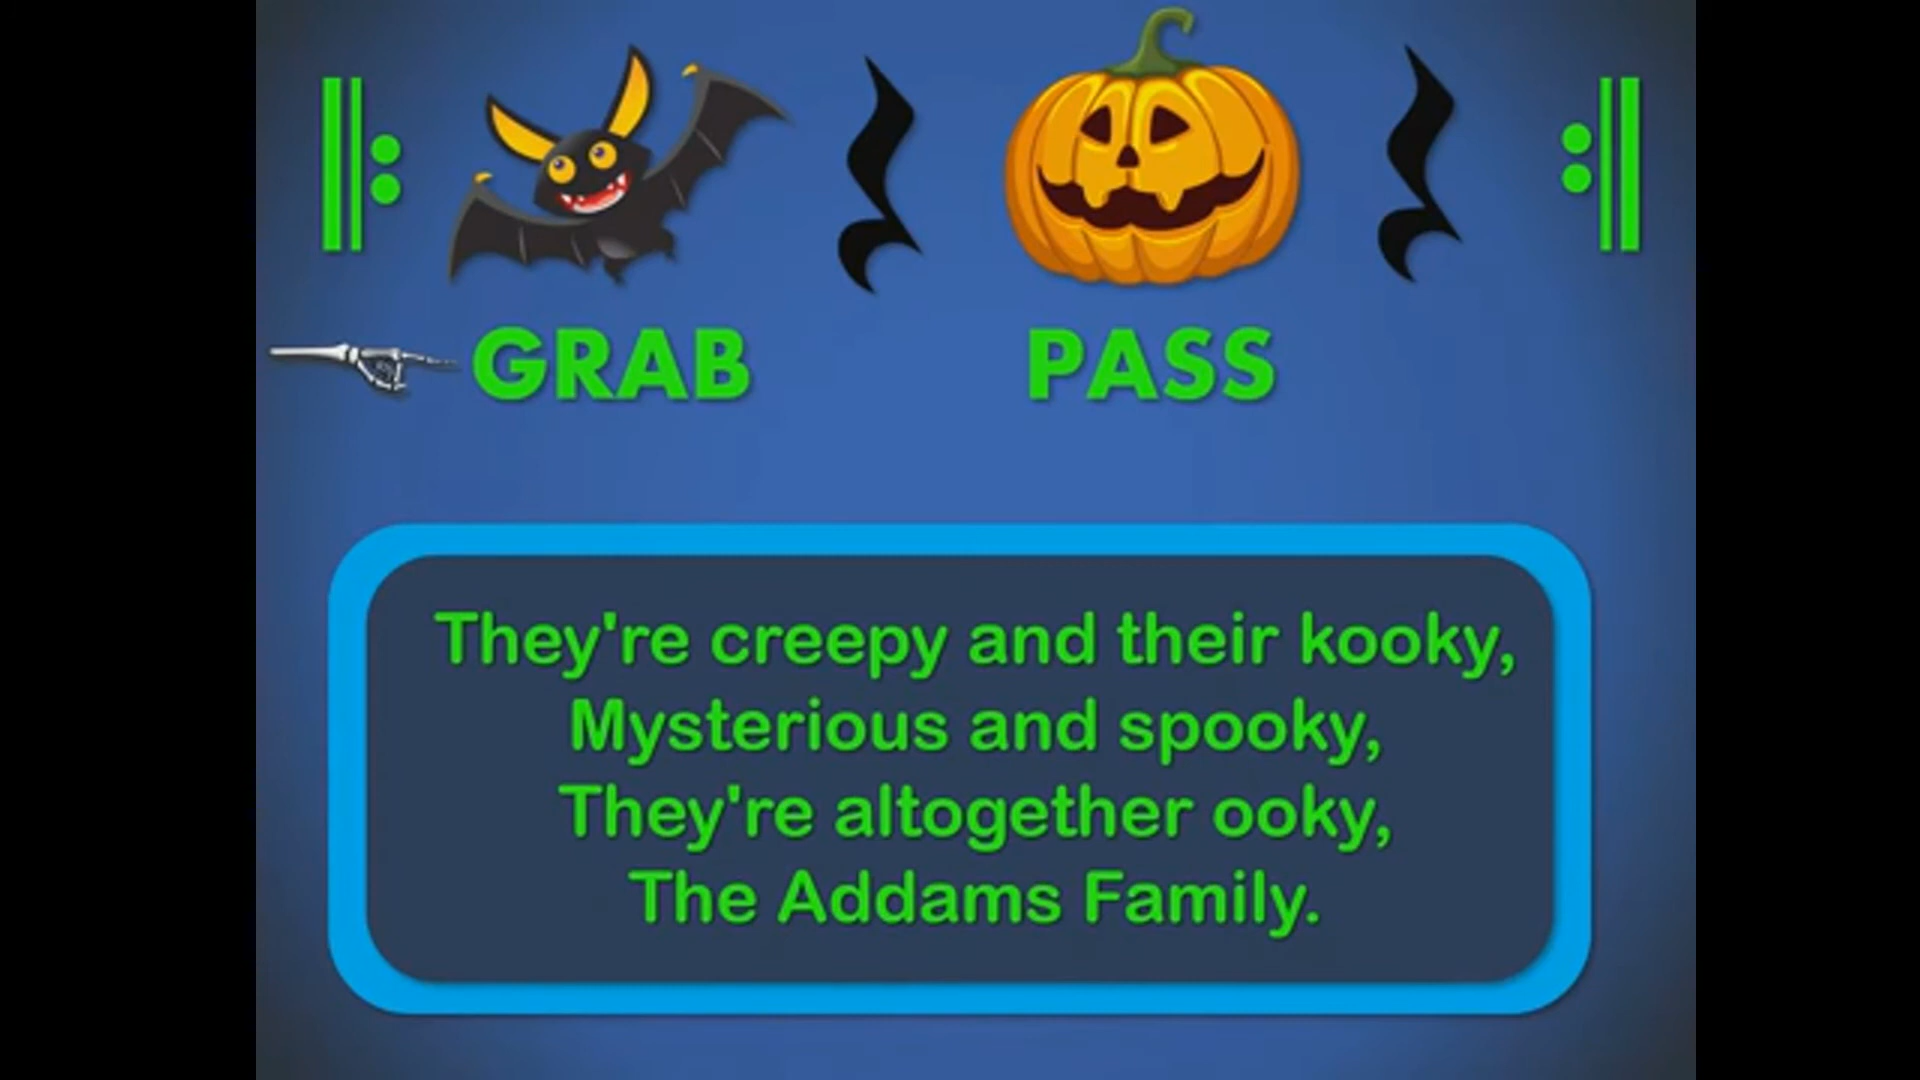 GRAB PASS
They're creepy and their kooky,
Mysterious and spooky,
They're altogether ooky,
The Addams Family.